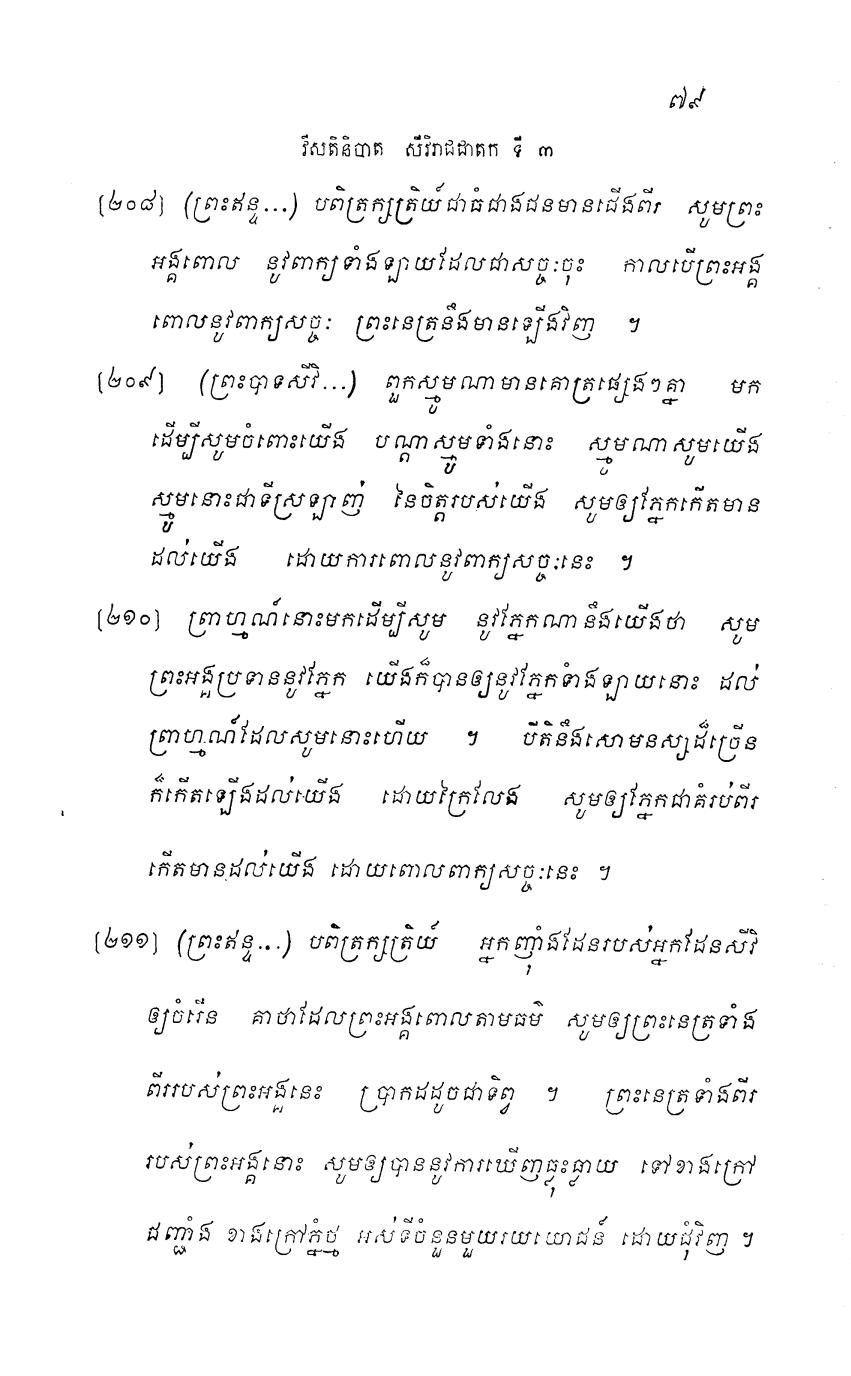 ៧៩
វីសតិនិបាត សីវិរាជជាតក ទី ៣
[២០៨] (ព្រះឥន្ទ...) បពិត្រក្សត្រិយ៍ជាធំជាងជនមានជើងពីរ សូមព្រះ
អង្គពោល នូវពាក្យទាំងឡាយដែលជាសច្ចៈចុះ កាលបើព្រះអង្គ
ពោលនូវពាក្យសច្ចៈ ព្រះនេត្រនឹងមានឡើងវិញ ។
[២០៩] (ព្រះបាទសីវិ...) ពួកស្មូមណាមានគោត្រផ្សេងៗគ្នា មក
ដើម្បីសូមចំពោះយើង បណ្តាស្មូមទាំងនោះ ស្មូមណាសូមយើង
ស្មូមនោះជាទីស្រឡាញ់ នៃចិត្តរបស់យើង សូមឲ្យភ្នែកកើតមាន
ដល់យើង ដោយការពោលនូវពាក្យសច្ចៈនេះ ។
[២១០] ព្រាហ្មណ៍នោះមកដើម្បីសូម នូវភ្នែកណានឹងយើងថា សូម
ព្រះអង្គប្រទាននូវភ្នែក យើងក៏បានឲ្យនូវភ្នែកទំាងឡាយនោះ ដល់
ព្រាហ្មណ៍ដែលសូមនោះហើយ ។ បីតិនឹងសោមនស្សដ៏ច្រើន
ក៏កើតឡើងដល់យើង ដោយក្រៃលែង សូមឲ្យភ្នែកជាគំរប់ពីរ
កើតមានដល់យើង ដោយពោលពាក្យសច្ចៈនេះ ។
[២១១] (ព្រះឥន្ទ...) បពិត្រក្សត្រិយ៍ អ្នកញុំាងដែនរបស់អ្នកដែនសីវិ
ឲ្យចំរើន គាថាដែលព្រះអង្គពោលតាមធម៌ សូមឲ្យព្រះនេត្រទាំង
ពីររបស់ព្រះអង្គនេះ ប្រាកដដូចជាទិព្វ ។ ព្រះនេត្រទាំងពីរ
របស់ព្រះអង្គនោះ សូមឲ្យបាននូវការឃើញធ្លុះធ្លាយ ទៅខាងក្រៅ
ជញ្ជាំង ខាងក្រៅភ្នំថ្ម អស់ទីចំនួនមួយរយយោជន៍ ដោយជុំវិញ ។